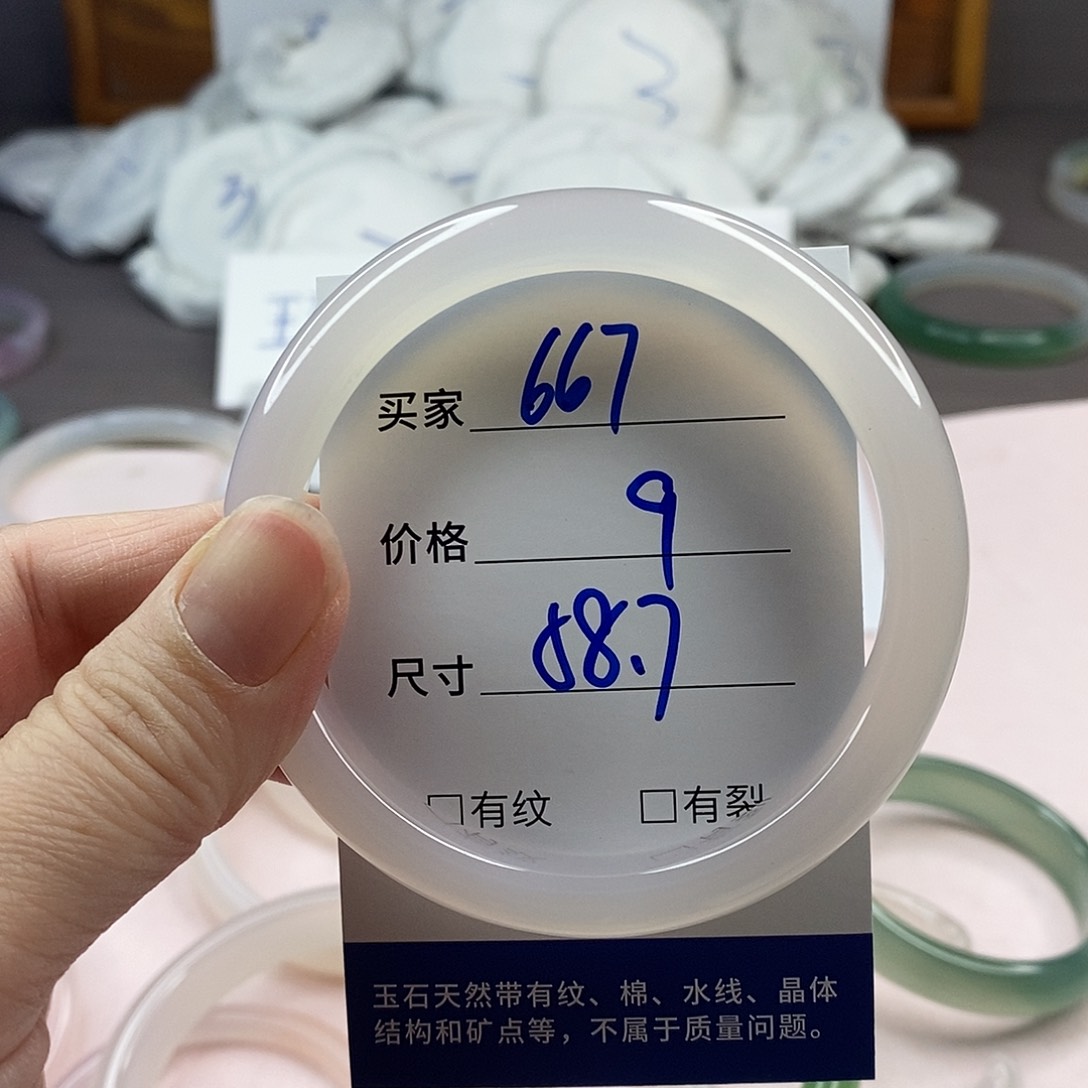 买家 667
价格 9
尺寸 58.7
□有纹 □有裂
玉石天然带有纹、棉、水线、晶体
结构和矿点等，不属于质量问题。